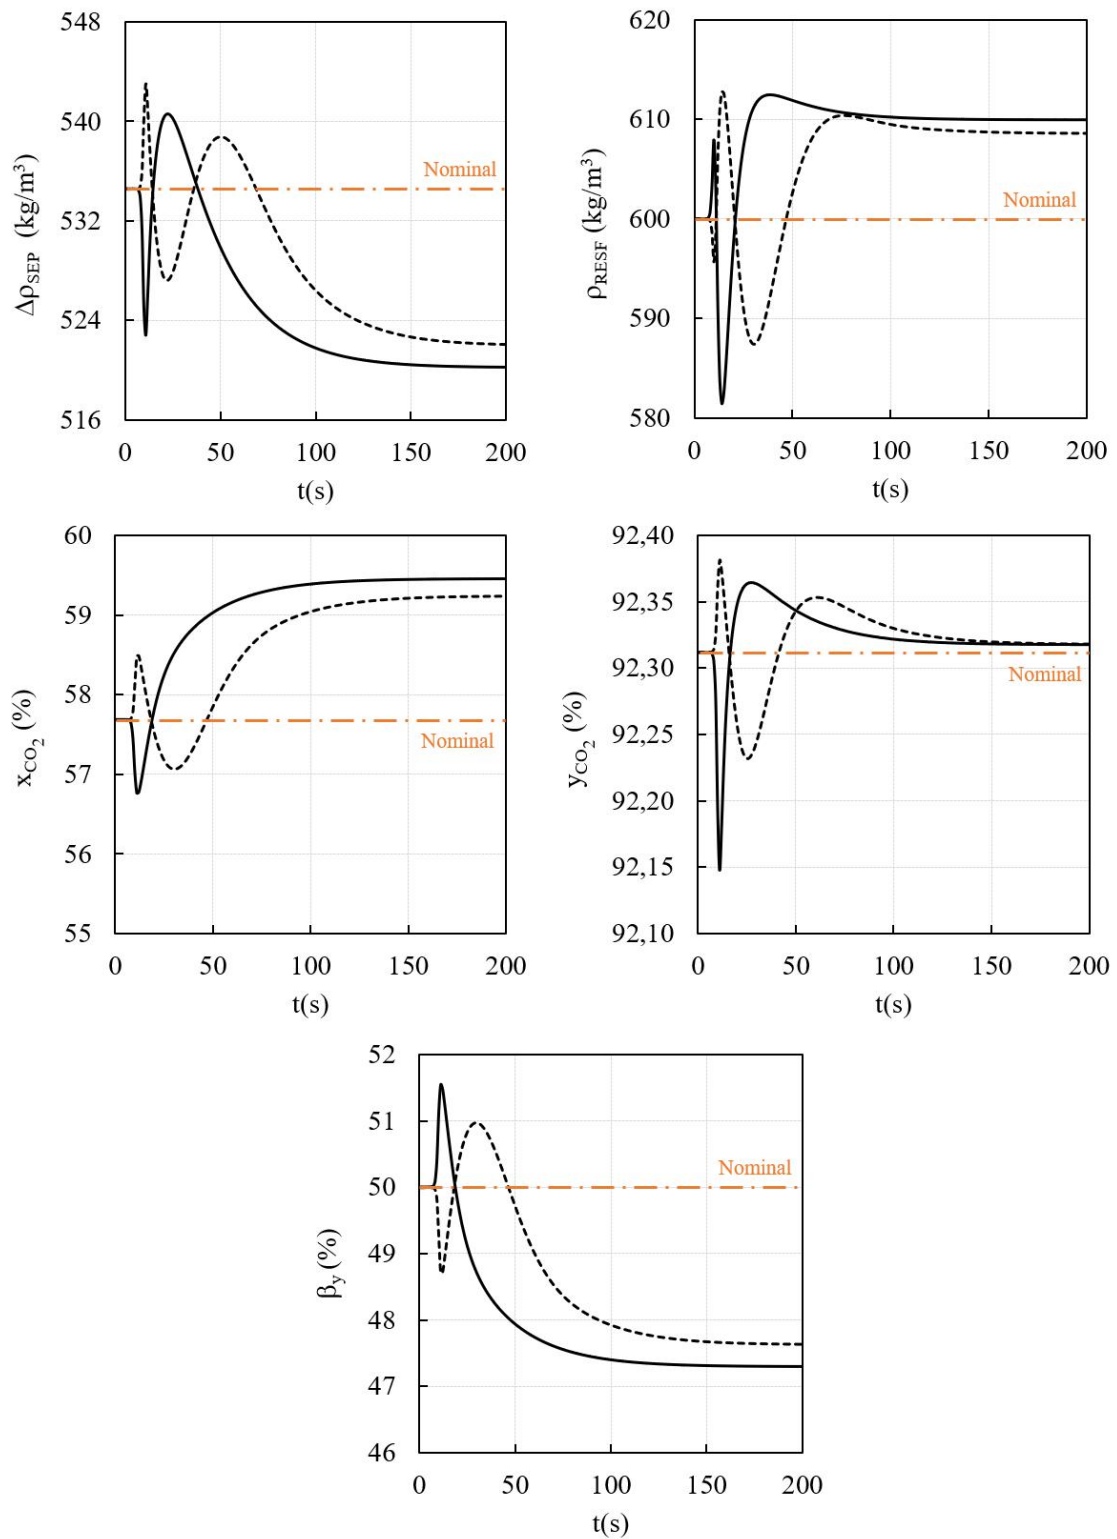 548
540
532
524
516
Δρ_SEP (kg/m³)
Nominal
0 50 100 150 200
t(s)
620
610
600
590
580
ρ_RESF (kg/m³)
Nominal
0 50 100 150 200
t(s)
60
59
58
57
56
55
x_CO₂ (%)
Nominal
0 50 100 150 200
t(s)
92,40
92,35
92,30
92,25
92,20
92,15
92,10
y_CO₂ (%)
Nominal
0 50 100 150 200
t(s)
52
51
50
49
48
47
46
β_y (%)
Nominal
0 50 100 150 200
t(s)